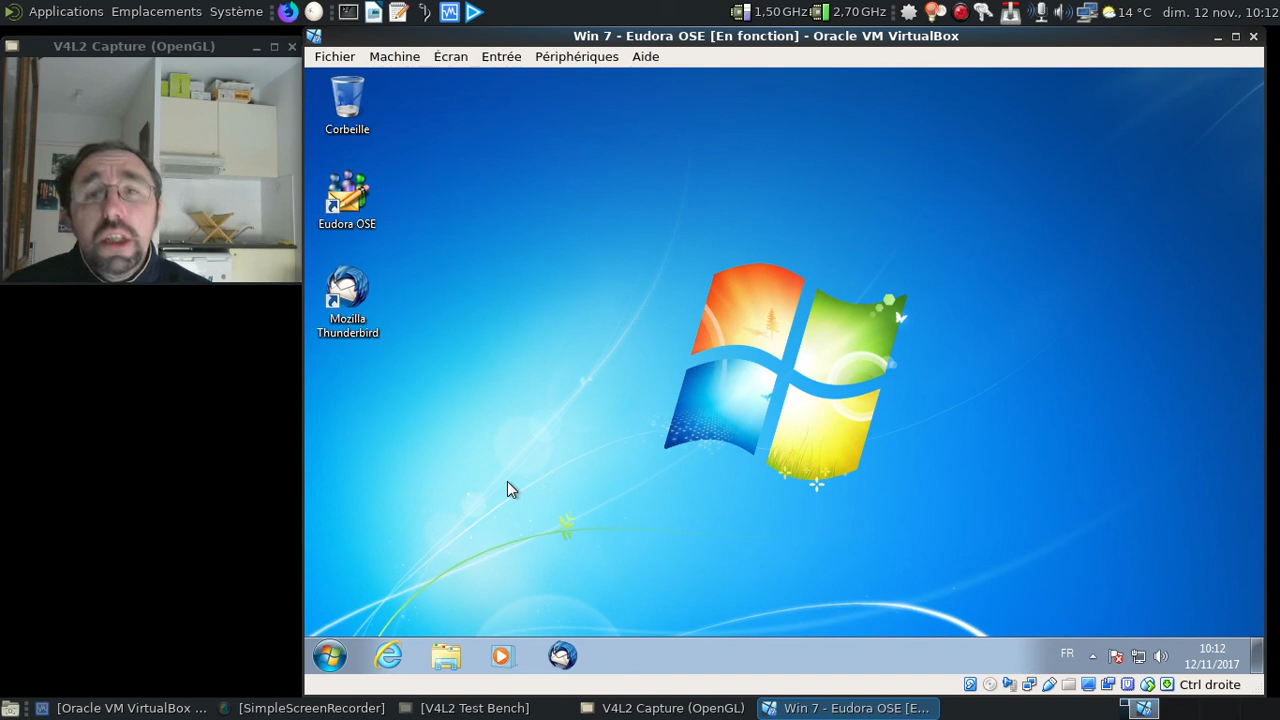 Applications Emplacements Système 1,50 GHz 2,70 GHz 14 °C dim. 12 nov., 10:12
V4L2 Capture (OpenGL)
Win 7 - Eudora OSE [En fonction] - Oracle VM VirtualBox
Fichier Machine Écran Entrée Périphériques Aide
Corbeille
Eudora OSE
Mozilla
Thunderbird
FR
10:12
12/11/2017
Ctrl droite
[Oracle VM VirtualBox ... [SimpleScreenRecorder] [V4L2 Test Bench] V4L2 Capture (OpenGL) Win 7 - Eudora OSE [E...